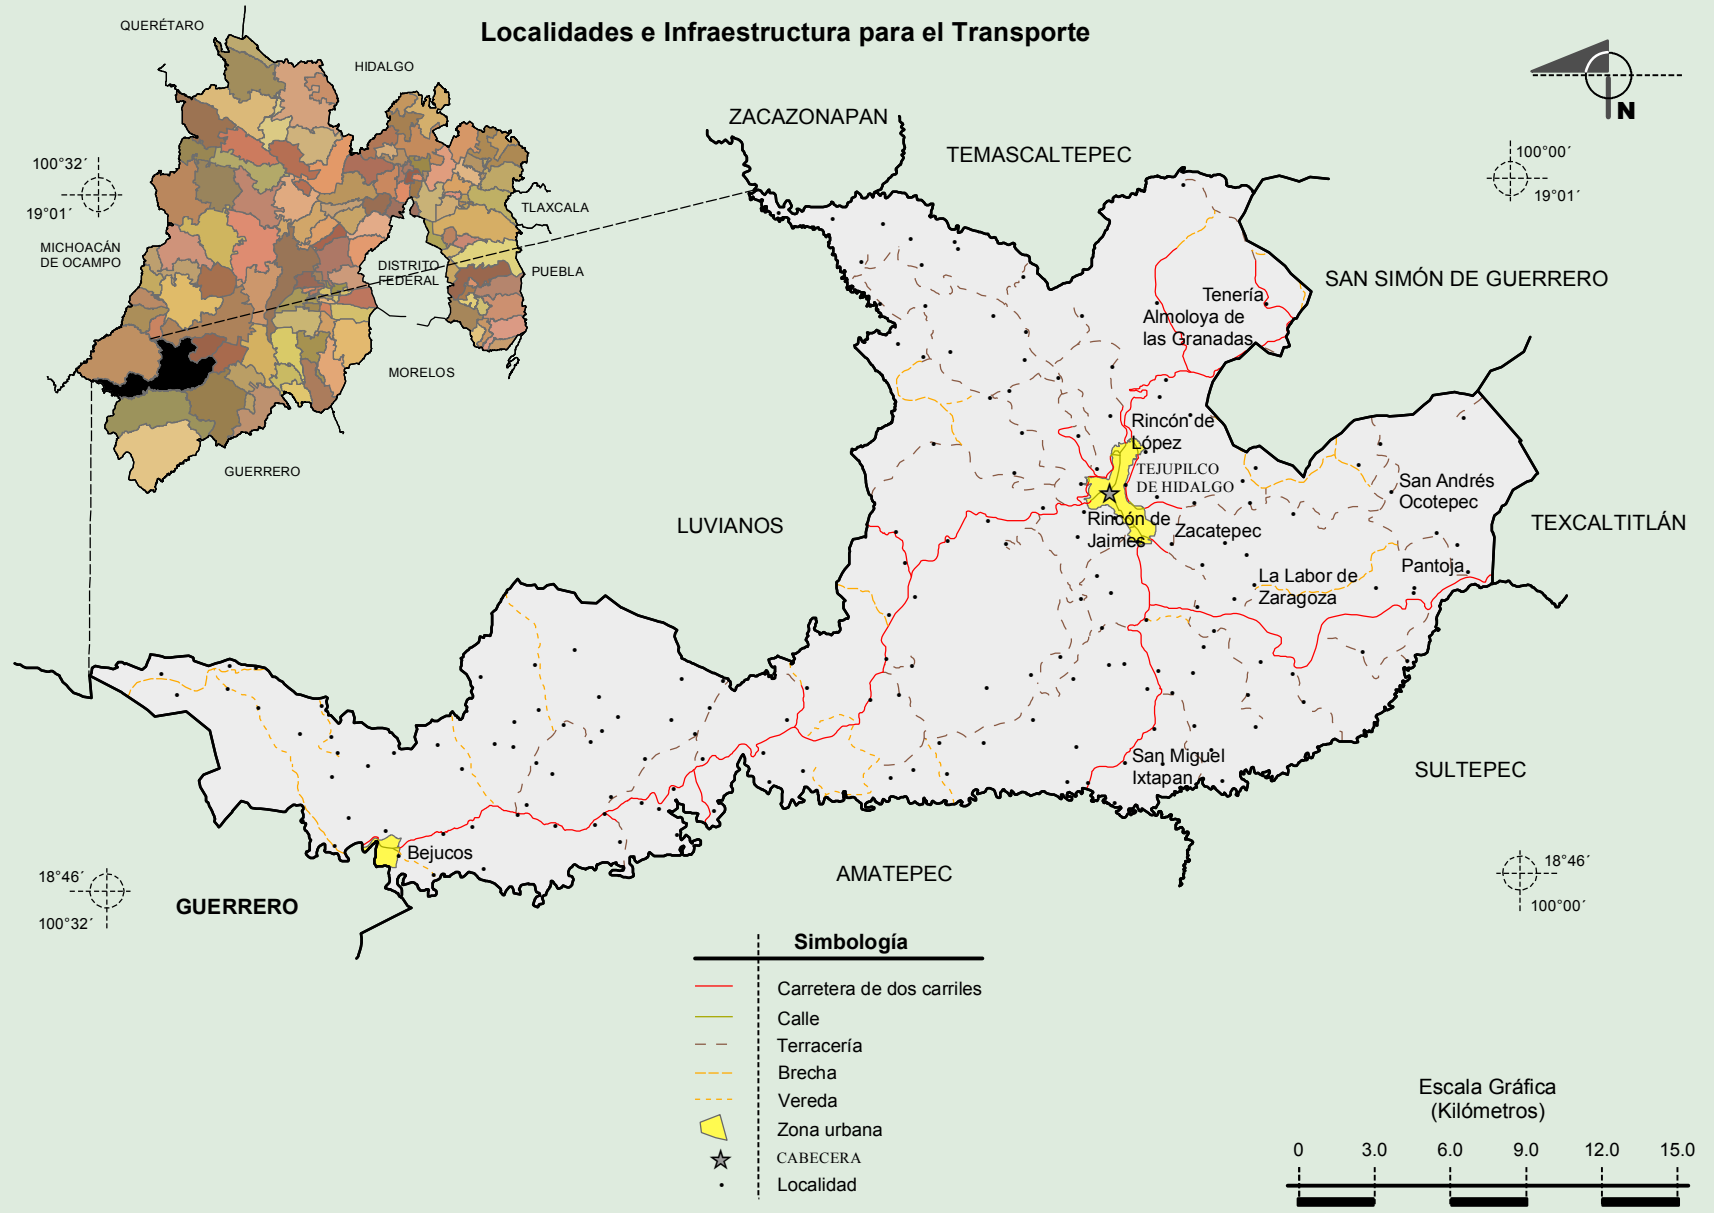 Localidades e Infraestructura para el Transporte
QUERÉTARO
HIDALGO
100°32´
19°01´
MICHOACÁN
DE OCAMPO
TLAXCALA
DISTRITO
FEDERAL
PUEBLA
MORELOS
GUERRERO
N
ZACAZONAPAN
TEMASCALTEPEC
100°00´
19°01´
SAN SIMÓN DE GUERRERO
Tenería
Almoloya de
las Granadas
Rincón de
López
TEJUPILCO
DE HIDALGO
San Andrés
Ocotepec
LUVIANOS
Rincón de
Jaimes
Zacatepec
TEXCALTITLÁN
La Labor de
Zaragoza
Pantoja
San Miguel
Ixtapan
SULTEPEC
Bejucos
AMATEPEC
18°46´
100°32´
GUERRERO
18°46´
100°00´
Simbología
Carretera de dos carriles
Calle
Terracería
Brecha
Vereda
Zona urbana
CABECERA
Localidad
Escala Gráfica
(Kilómetros)
0 3.0 6.0 9.0 12.0 15.0